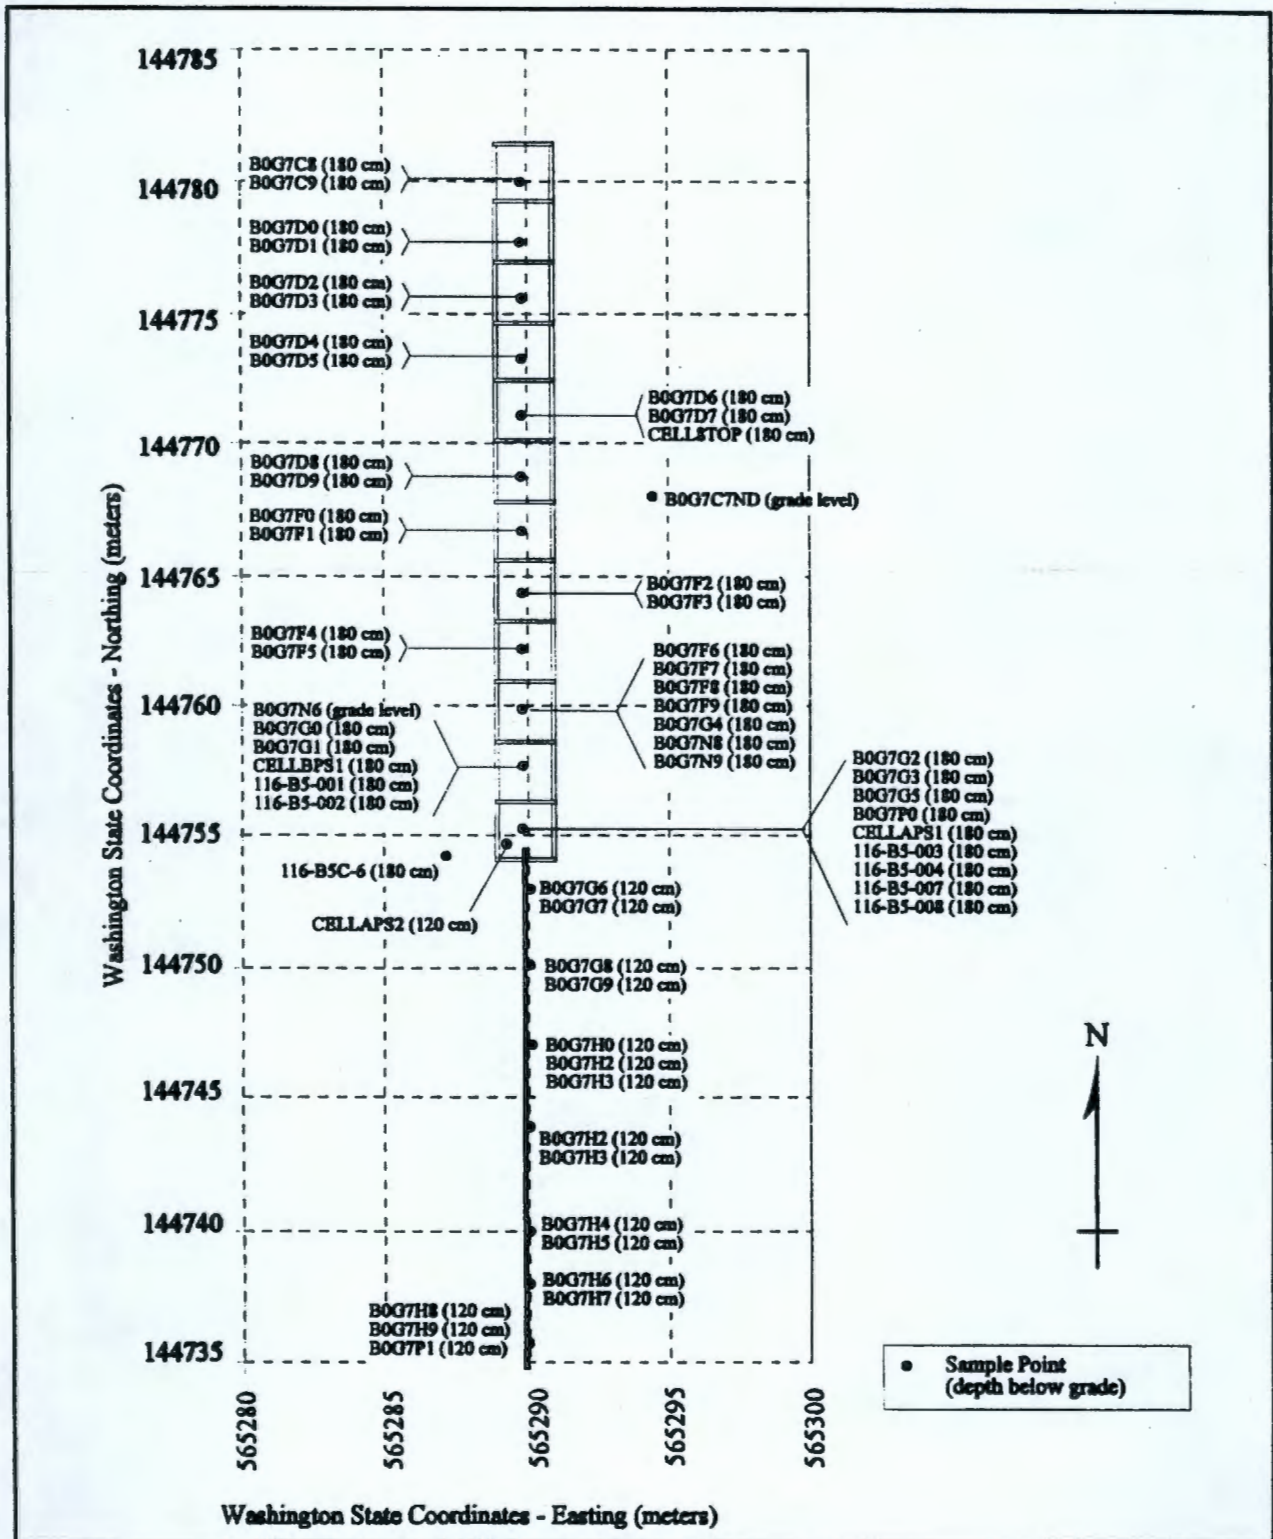 144785
B0G7C8 (180 cm)
B0G7C9 (180 cm)
144780
B0G7D0 (180 cm)
B0G7D1 (180 cm)
B0G7D2 (180 cm)
B0G7D3 (180 cm)
144775
B0G7D4 (180 cm)
B0G7D5 (180 cm)
B0G7D6 (180 cm)
B0G7D7 (180 cm)
CELL8TOP (180 cm)
144770
B0G7D8 (180 cm)
B0G7D9 (180 cm)
B0G7C7ND (grade level)
B0G7F0 (180 cm)
B0G7F1 (180 cm)
144765
B0G7F2 (180 cm)
B0G7F3 (180 cm)
B0G7F4 (180 cm)
B0G7F5 (180 cm)
B0G7F6 (180 cm)
B0G7F7 (180 cm)
B0G7F8 (180 cm)
B0G7F9 (180 cm)
B0G7G4 (180 cm)
B0G7N8 (180 cm)
B0G7N9 (180 cm)
144760
B0G7N6 (grade level)
B0G7G0 (180 cm)
B0G7G1 (180 cm)
CELLBPS1 (180 cm)
116-B5-001 (180 cm)
116-B5-002 (180 cm)
B0G7G2 (180 cm)
B0G7G3 (180 cm)
B0G7G5 (180 cm)
B0G7P0 (180 cm)
CELLAPS1 (180 cm)
116-B5-003 (180 cm)
116-B5-004 (180 cm)
116-B5-007 (180 cm)
116-B5-008 (180 cm)
144755
116-B5C-6 (180 cm)
CELLAPS2 (120 cm)
B0G7G6 (120 cm)
B0G7G7 (120 cm)
144750
B0G7G8 (120 cm)
B0G7G9 (120 cm)
B0G7H0 (120 cm)
B0G7H2 (120 cm)
B0G7H3 (120 cm)
144745
B0G7H2 (120 cm)
B0G7H3 (120 cm)
144740
B0G7H4 (120 cm)
B0G7H5 (120 cm)
B0G7H6 (120 cm)
B0G7H7 (120 cm)
B0G7H8 (120 cm)
B0G7H9 (120 cm)
B0G7P1 (120 cm)
144735
Washington State Coordinates - Northing (meters)
N
Sample Point
(depth below grade)
565280
565285
565290
565295
565300
Washington State Coordinates - Easting (meters)